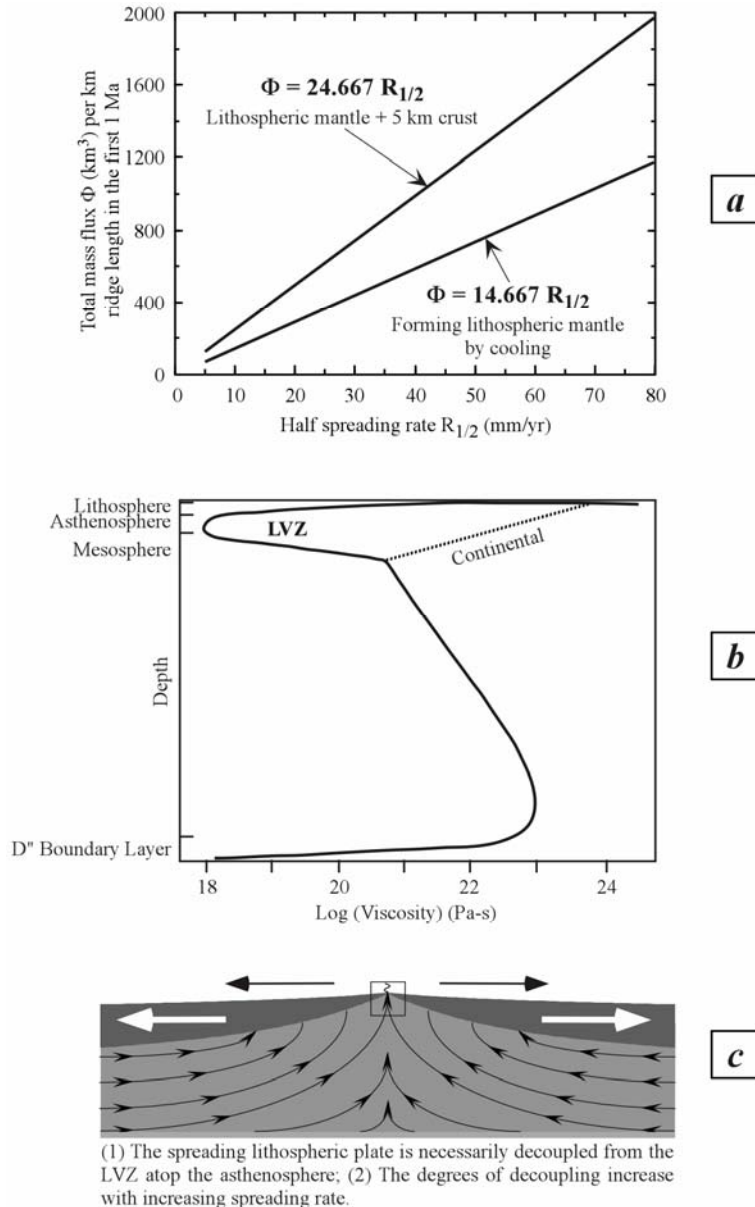 2000
1600
1200
800
400
0
Total mass flux Φ (km³) per km
ridge length in the first 1 Ma
Φ = 24.667 R1/2
Lithospheric mantle + 5 km crust
Φ = 14.667 R1/2
Forming lithospheric mantle
by cooling
0 10 20 30 40 50 60 70 80
Half spreading rate R1/2 (mm/yr)
a
Lithosphere
Asthenosphere
Mesosphere
LVZ
Continental
Depth
D" Boundary Layer
18 20 22 24
Log (Viscosity) (Pa-s)
b
c
(1) The spreading lithospheric plate is necessarily decoupled from the
LVZ atop the asthenosphere; (2) The degrees of decoupling increase
with increasing spreading rate.